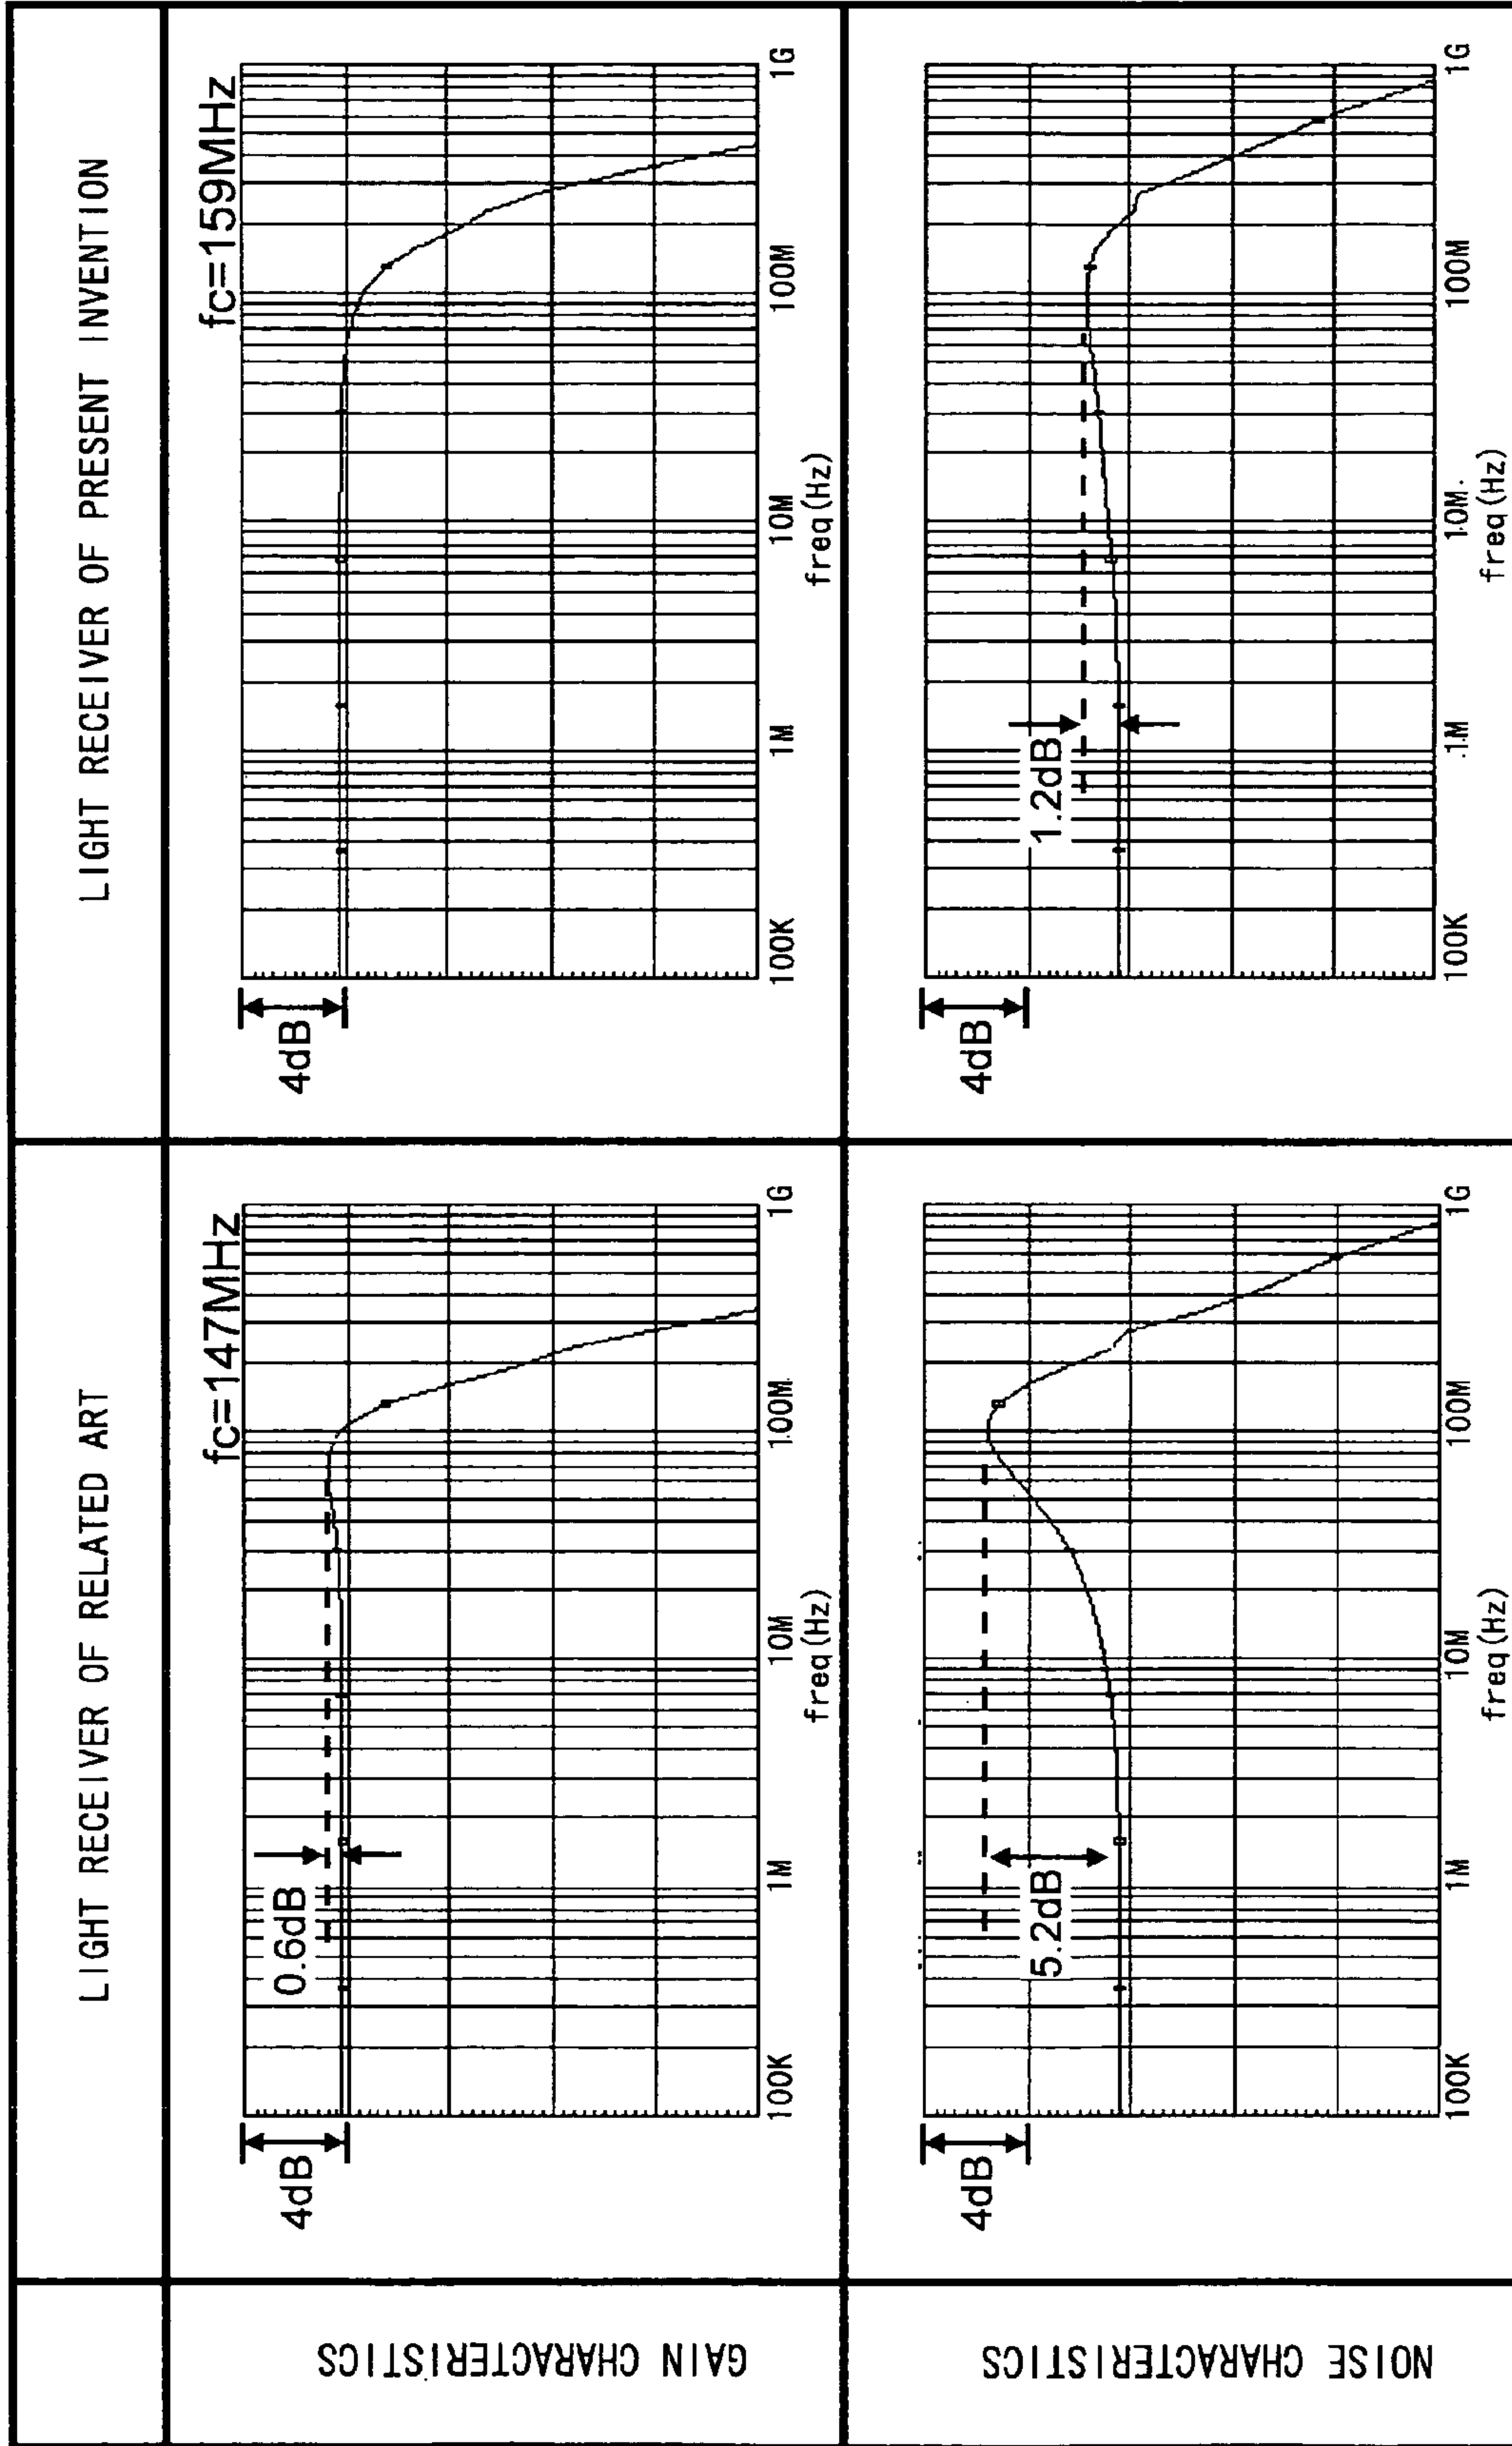 LIGHT RECEIVER OF RELATED ART
LIGHT RECEIVER OF PRESENT INVENTION
GAIN CHARACTERISTICS
fc=147MHz
4dB
0.6dB
100K
1M
10M
100M
1G
freq(Hz)
fc=159MHz
4dB
100K
1M
10M
100M
1G
freq(Hz)
NOISE CHARACTERISTICS
4dB
5.2dB
100K
1M
10M
100M
1G
freq(Hz)
4dB
1.2dB
100K
1M
10M
100M
1G
freq(Hz)